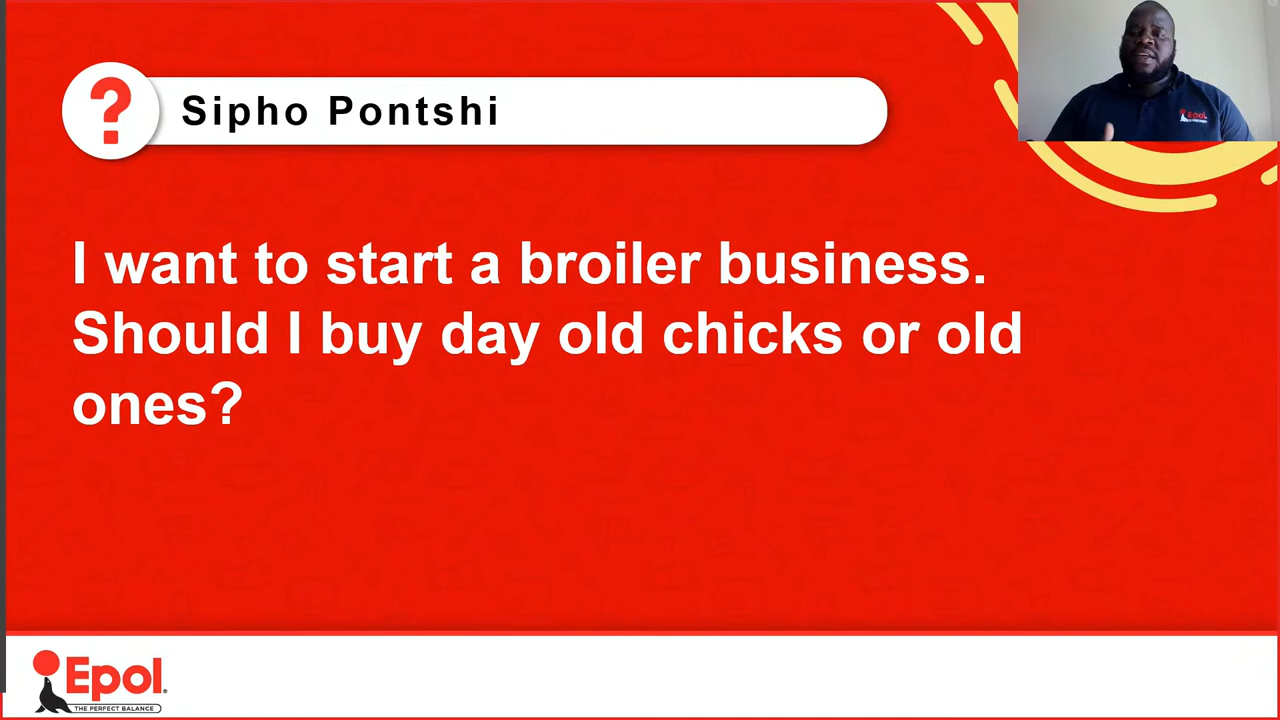 ?
Sipho Pontshi
I want to start a broiler business.
Should I buy day old chicks or old
ones?
Epol
Epol
THE PERFECT BALANCE